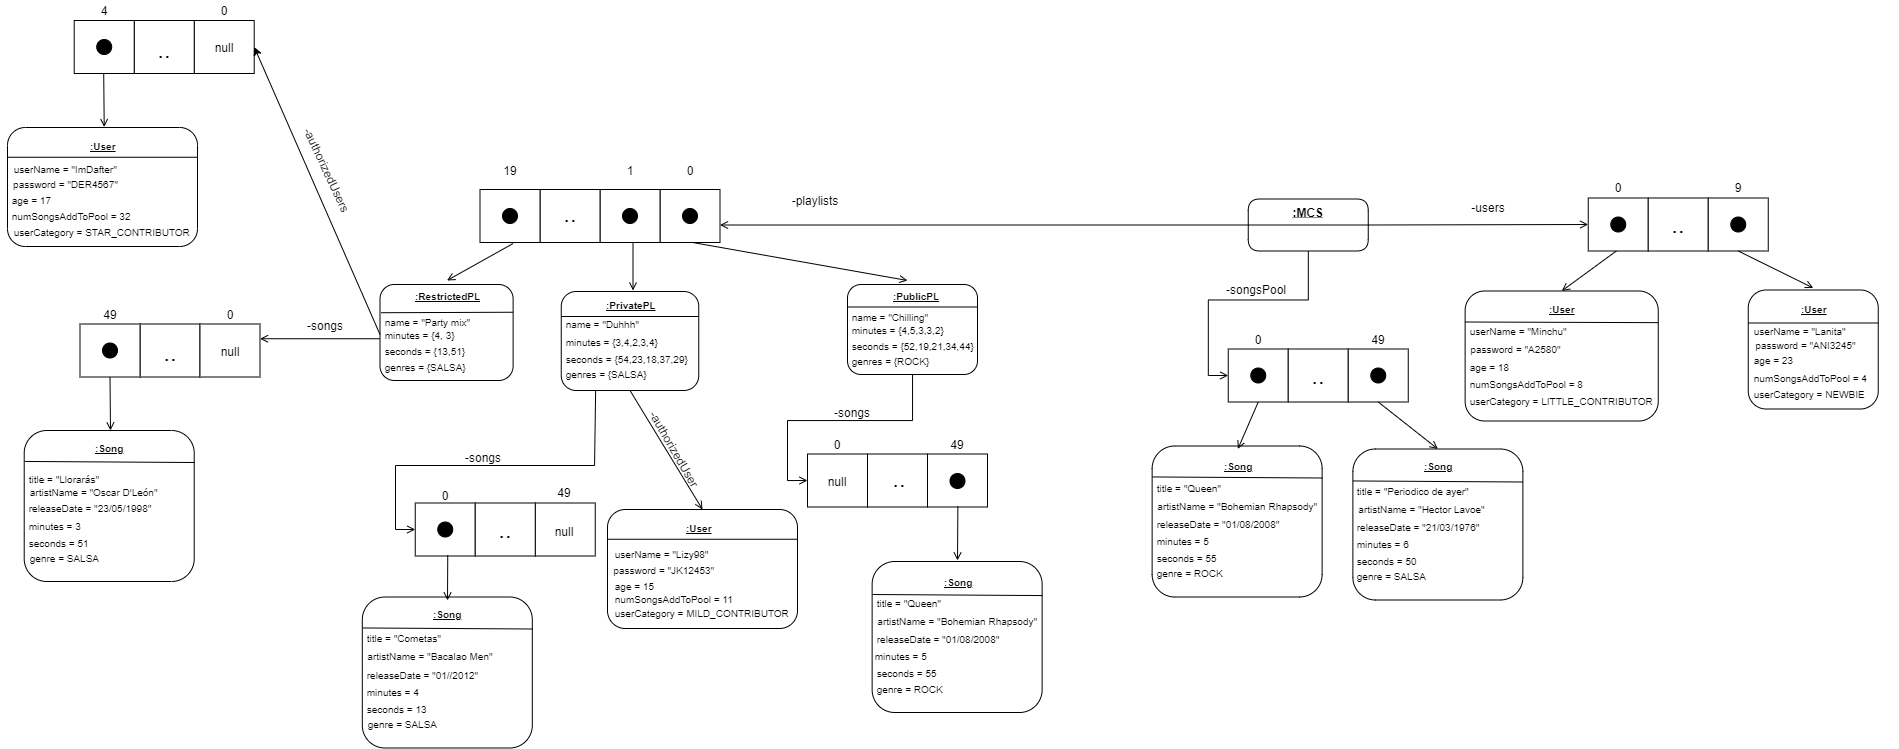 4
0
..
null
:User
userName = "ImDafter"
password = "DER4567"
age = 17
numSongsAddToPool = 32
userCategory = STAR_CONTRIBUTOR
-authorizedUsers
49
0
..
null
-songs
:Song
title = "Llorarás"
artistName = "Oscar D'León"
releaseDate = "23/05/1998"
minutes = 3
seconds = 51
genre = SALSA
19
1
0
..
-playlists
:RestrictedPL
name = "Party mix"
minutes = {4, 3}
seconds = {13,51}
genres = {SALSA}
:PrivatePL
name = "Duhhh"
minutes = {3,4,2,3,4}
seconds = {54,23,18,37,29}
genres = {SALSA}
:PublicPL
name = "Chilling"
minutes = {4,5,3,3,2}
seconds = {52,19,21,34,44}
genres = {ROCK}
-songs
0
49
..
null
:Song
title = "Cometas"
artistName = "Bacalao Men"
releaseDate = "01//2012"
minutes = 4
seconds = 13
genre = SALSA
-authorizedUser
:User
userName = "Lizy98"
password = "JK12453"
age = 15
numSongsAddToPool = 11
userCategory = MILD_CONTRIBUTOR
-songs
0
49
null
..
:Song
title = "Queen"
artistName = "Bohemian Rhapsody"
releaseDate = "01/08/2008"
minutes = 5
seconds = 55
genre = ROCK
:MCS
-users
-songsPool
0
49
..
:Song
title = "Queen"
artistName = "Bohemian Rhapsody"
releaseDate = "01/08/2008"
minutes = 5
seconds = 55
genre = ROCK
:Song
title = "Periodico de ayer"
artistName = "Hector Lavoe"
releaseDate = "21/03/1976"
minutes = 6
seconds = 50
genre = SALSA
0
9
..
:User
userName = "Minchu"
password = "A2580"
age = 18
numSongsAddToPool = 8
userCategory = LITTLE_CONTRIBUTOR
:User
userName = "Lanita"
password = "ANI3245"
age = 23
numSongsAddToPool = 4
userCategory = NEWBIE